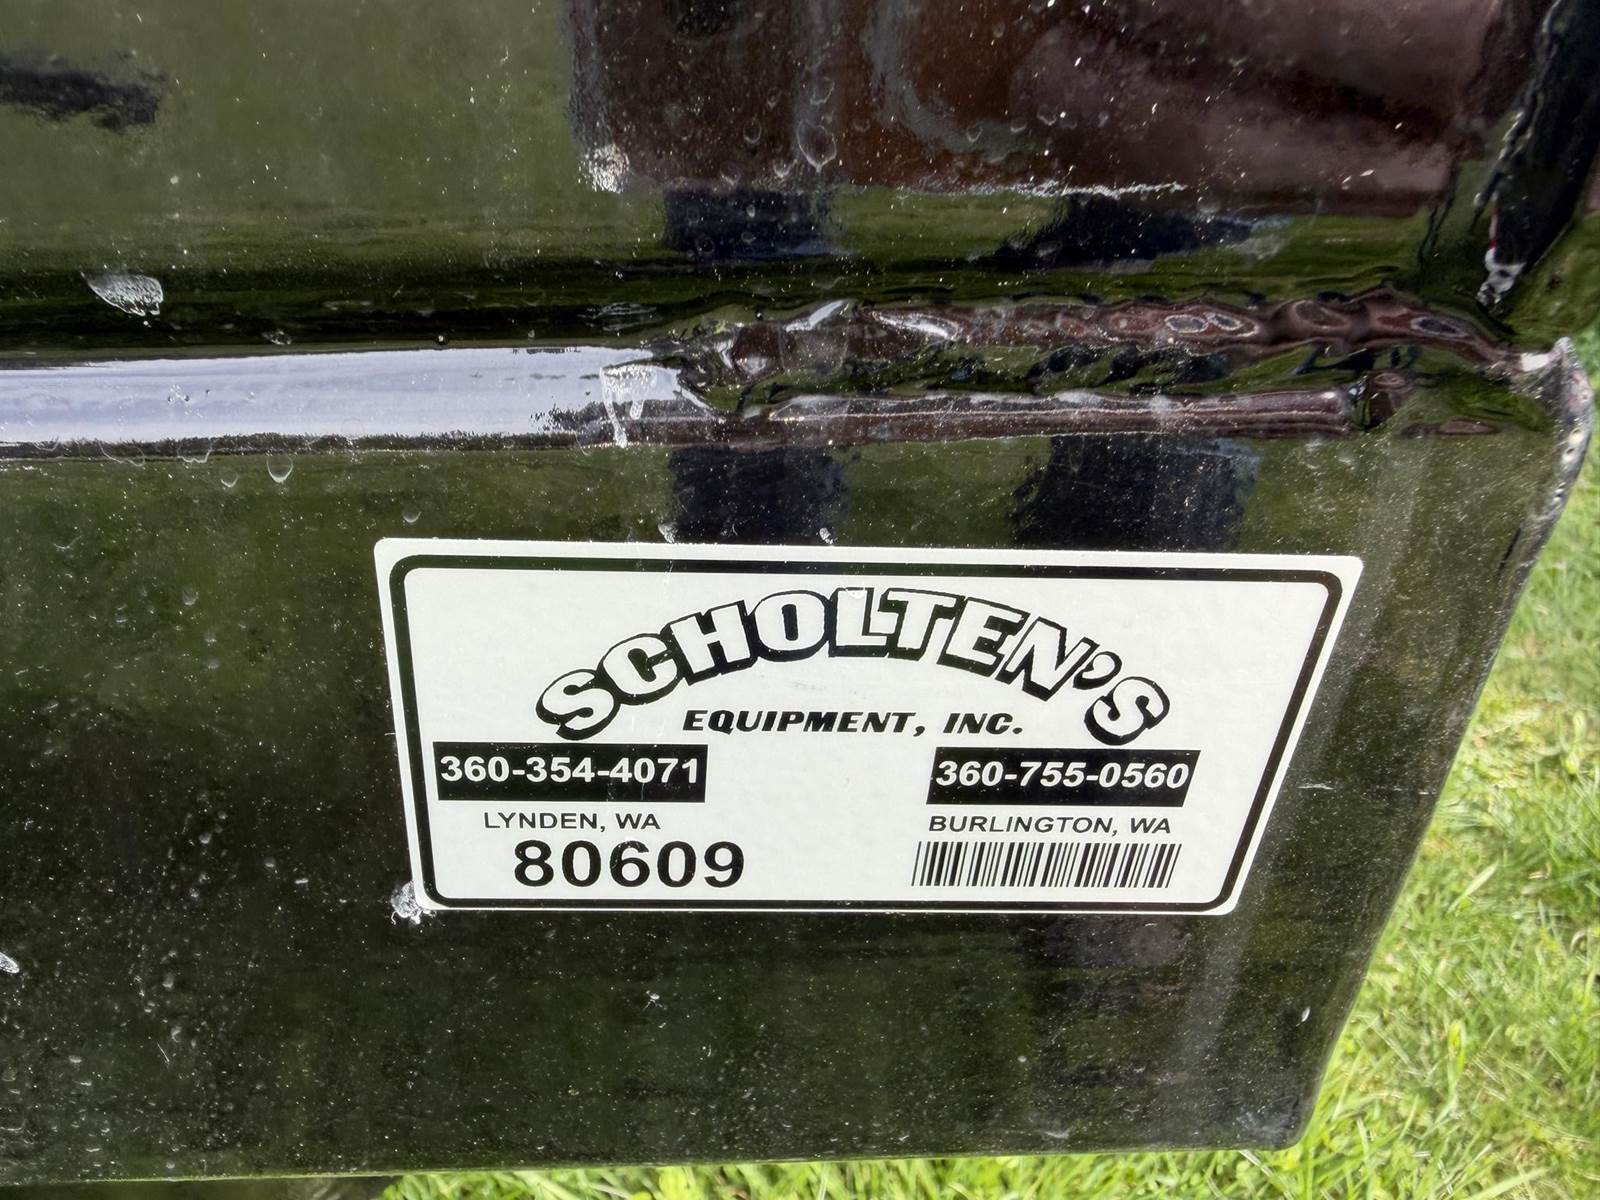 SCHOLTEN'S
EQUIPMENT, INC.
360-354-4071 360-755-0560
LYNDEN, WA BURLINGTON, WA
80609